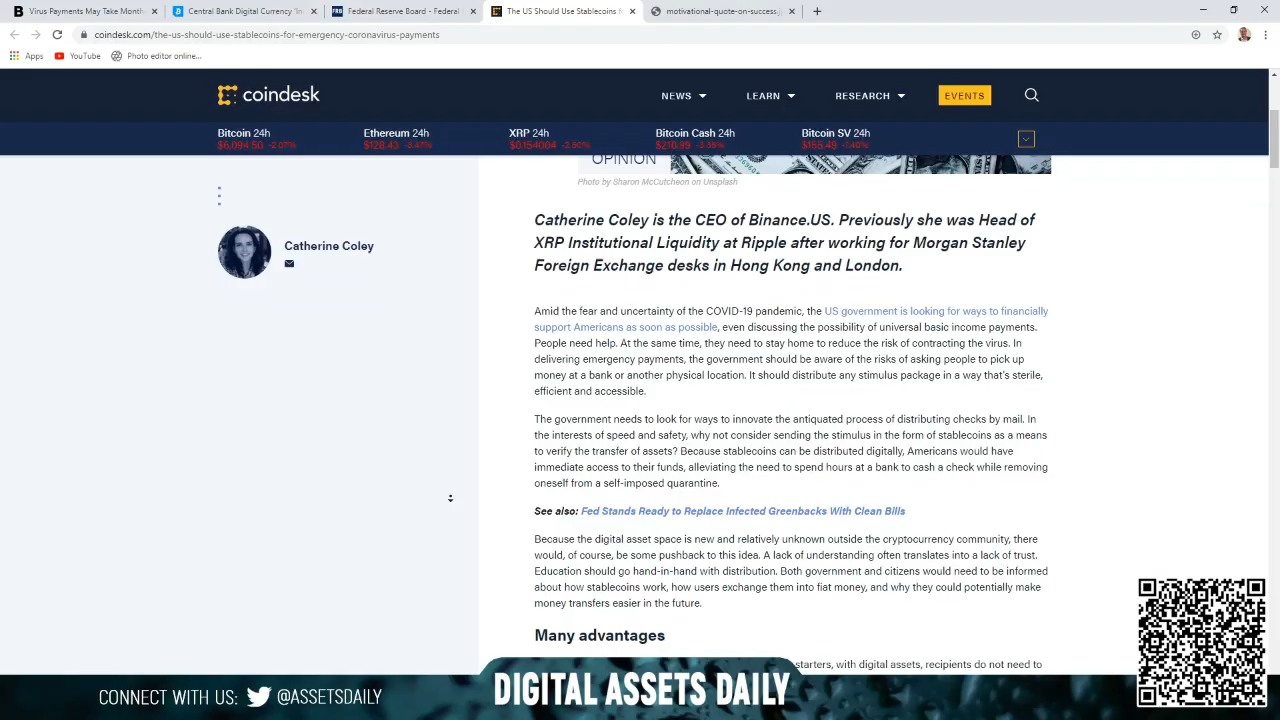 Virus Payments May Take Month
Central Bank Digital Currency 'In
Federal Reserve Board - Federal
The US Should Use Stablecoins f
motivational-quote-on-success.j
coindesk.com/the-us-should-use-stablecoins-for-emergency-coronavirus-payments
Apps
YouTube
Photo editor online...
coindesk
NEWS
LEARN
RESEARCH
EVENTS
Bitcoin 24h
Ethereum 24h
XRP 24h
Bitcoin Cash 24h
Bitcoin SV 24h
$6,094.50 -2.07%
$128.43 -3.47%
$0.154004 -2.50%
$155.49 -7.40%
OPINION
Photo by Sharon McCutcheon on Unsplash
Catherine Coley
Catherine Coley is the CEO of Binance.US. Previously she was Head of
XRP Institutional Liquidity at Ripple after working for Morgan Stanley
Foreign Exchange desks in Hong Kong and London.
Amid the fear and uncertainty of the COVID-19 pandemic, the US government is looking for ways to financially
support Americans as soon as possible, even discussing the possibility of universal basic income payments.
People need help. At the same time, they need to stay home to reduce the risk of contracting the virus. In
delivering emergency payments, the government should be aware of the risks of asking people to pick up
money at a bank or another physical location. It should distribute any stimulus package in a way that's sterile,
efficient and accessible.
The government needs to look for ways to innovate the antiquated process of distributing checks by mail. In
the interests of speed and safety, why not consider sending the stimulus in the form of stablecoins as a means
to verify the transfer of assets? Because stablecoins can be distributed digitally, Americans would have
immediate access to their funds, alleviating the need to spend hours at a bank to cash a check while removing
oneself from a self-imposed quarantine.
See also: Fed Stands Ready to Replace Infected Greenbacks With Clean Bills
Because the digital asset space is new and relatively unknown outside the cryptocurrency community, there
would, of course, be some pushback to this idea. A lack of understanding often translates into a lack of trust.
Education should go hand-in-hand with distribution. Both government and citizens would need to be informed
about how stablecoins work, how users exchange them into fiat money, and why they could potentially make
money transfers easier in the future.
Many advantages
starters, with digital assets, recipients do not need to
CONNECT WITH US: @ASSETSDAILY
DIGITAL ASSETS DAILY